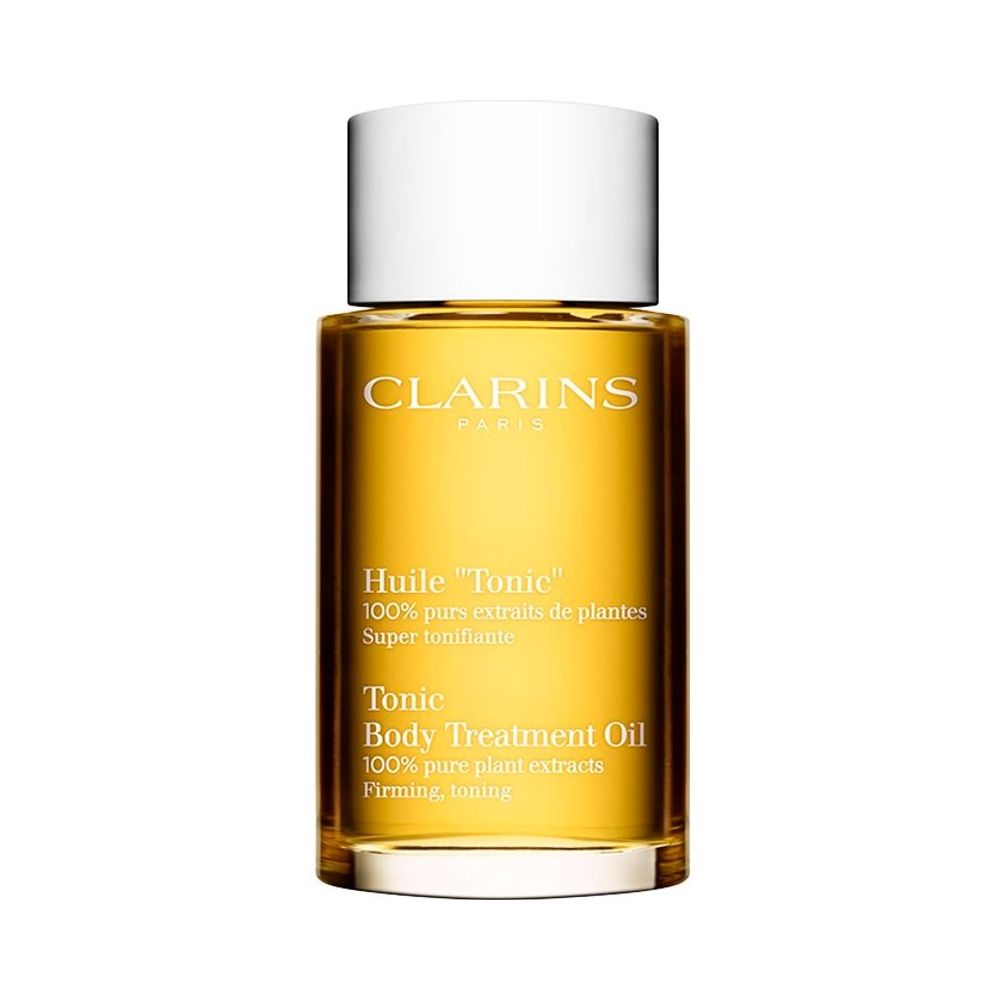 CLARINS
PARIS
Huile "Tonic"
100% purs extraits de plantes
Super tonifiante
Tonic
Body Treatment Oil
100% pure plant extracts
Firming, toning